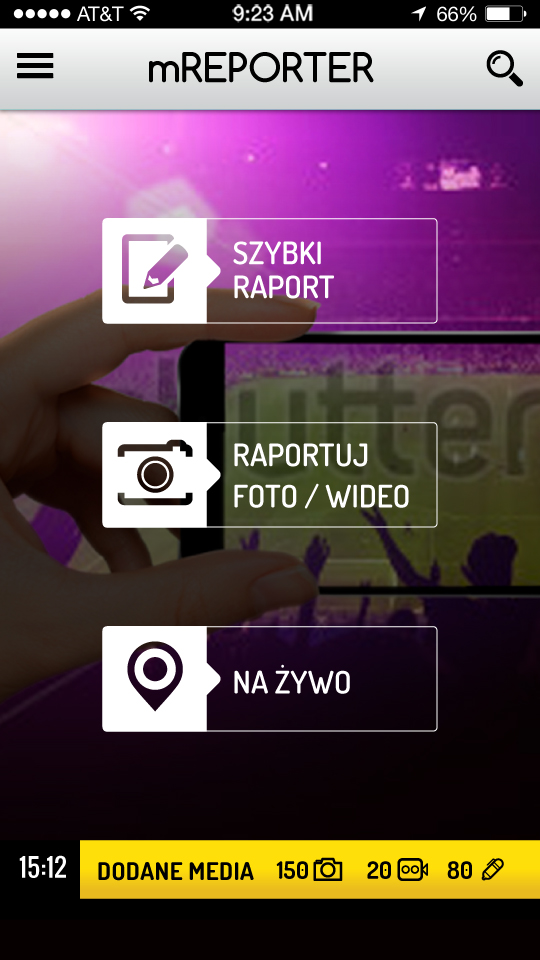 AT&T 9:23 AM 66%
mREPORTER
SZYBKI
RAPORT
utter
RAPORTUJ
FOTO / WIDEO
NA ŻYWO
15:12 DODANE MEDIA 150 20 80